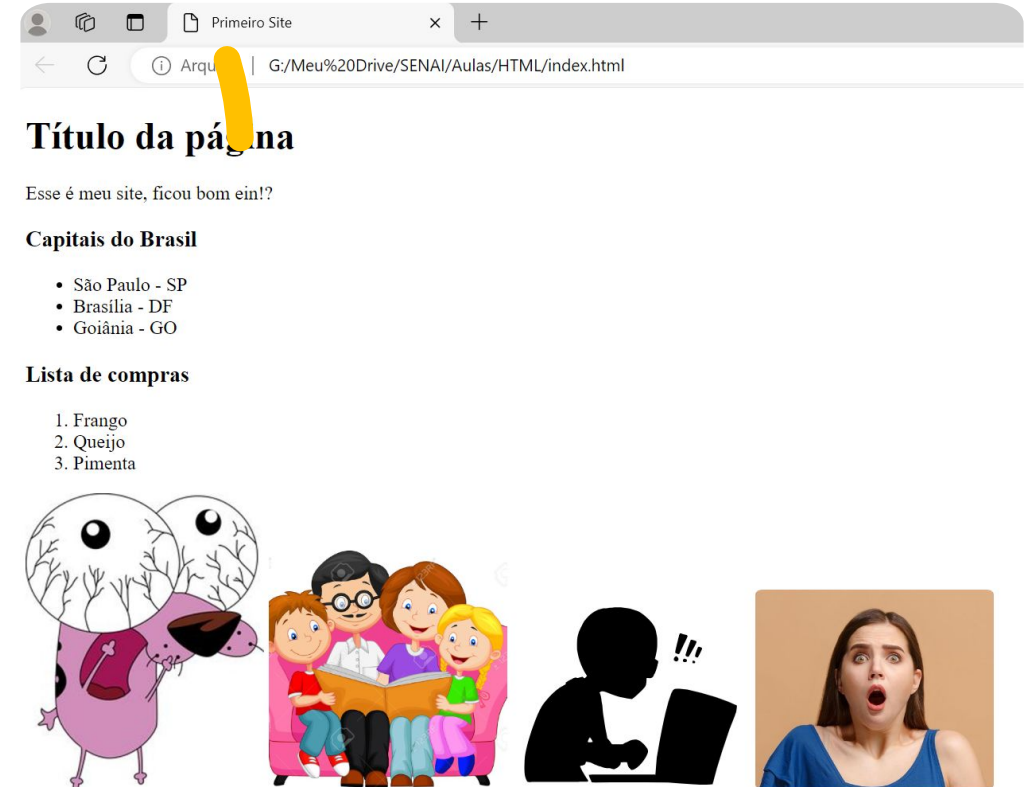 Primeiro Site
G:/Meu%20Drive/SENAI/Aulas/HTML/index.html
Título da página
Esse é meu site, ficou bom ein!?
Capitais do Brasil
• São Paulo - SP
• Brasília - DF
• Goiânia - GO
Lista de compras
1. Frango
2. Queijo
3. Pimenta
!!!